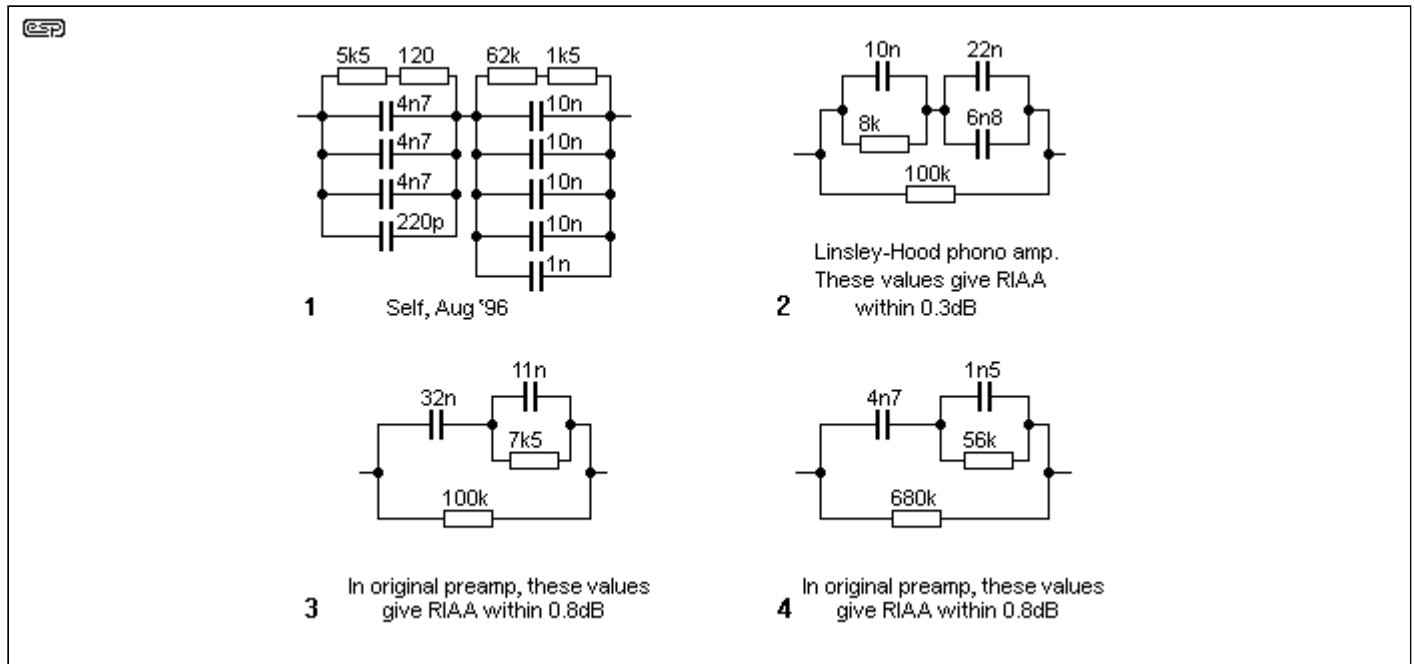 esp
5k5 120 62k 1k5
4n7 10n
4n7 10n
4n7 10n
220p 10n
1n
1 Self, Aug '96
10n 22n
8k 6n8
100k
Linsley-Hood phono amp.
These values give RIAA
2 within 0.3dB
11n
32n
7k5
100k
In original preamp, these values
3 give RIAA within 0.8dB
1n5
4n7
56k
680k
In original preamp, these values
4 give RIAA within 0.8dB